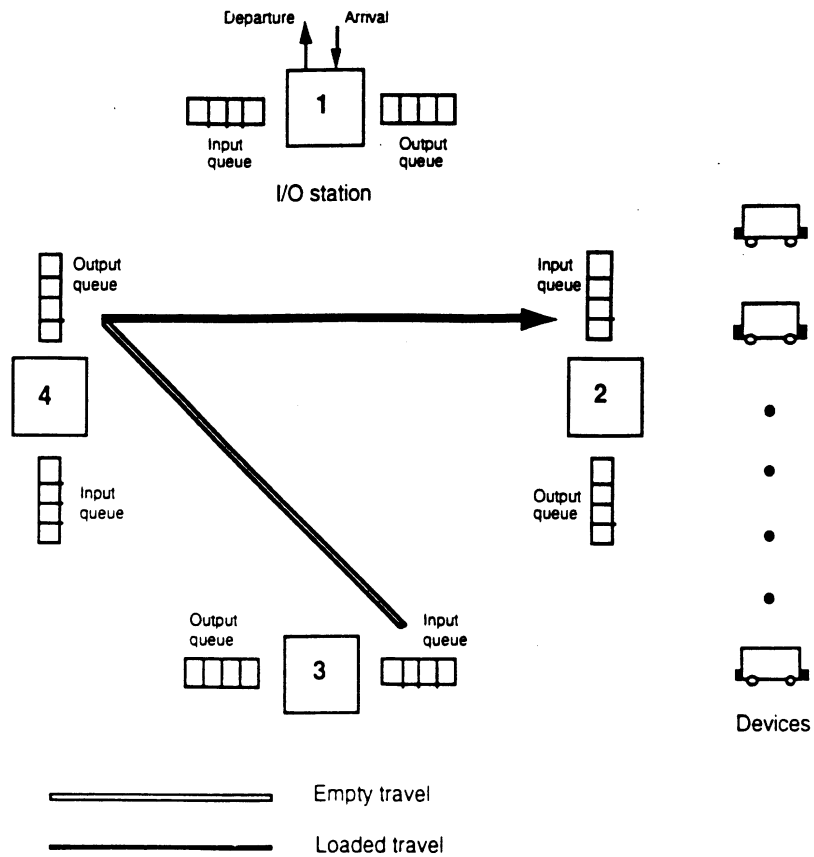 Departure
Arrival
1
Input
queue
Output
queue
I/O station
Output
queue
Input
queue
4
2
Input
queue
Output
queue
Output
queue
Input
queue
3
Devices
Empty travel
Loaded travel